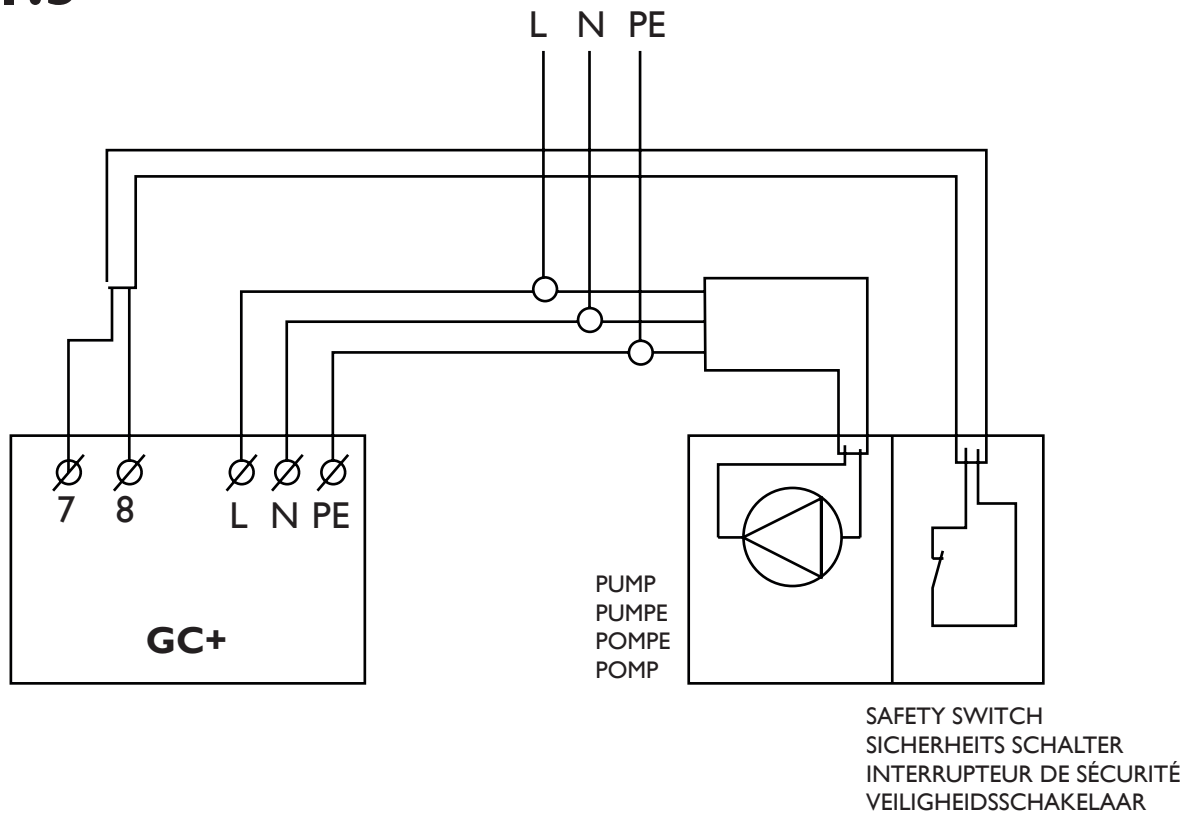 L N PE
7 8 L N PE
GC+
PUMP
PUMPE
POMPE
POMP
SAFETY SWITCH
SICHERHEITS SCHALTER
INTERRUPTEUR DE SÉCURITÉ
VEILIGHEIDSSCHAKELAAR